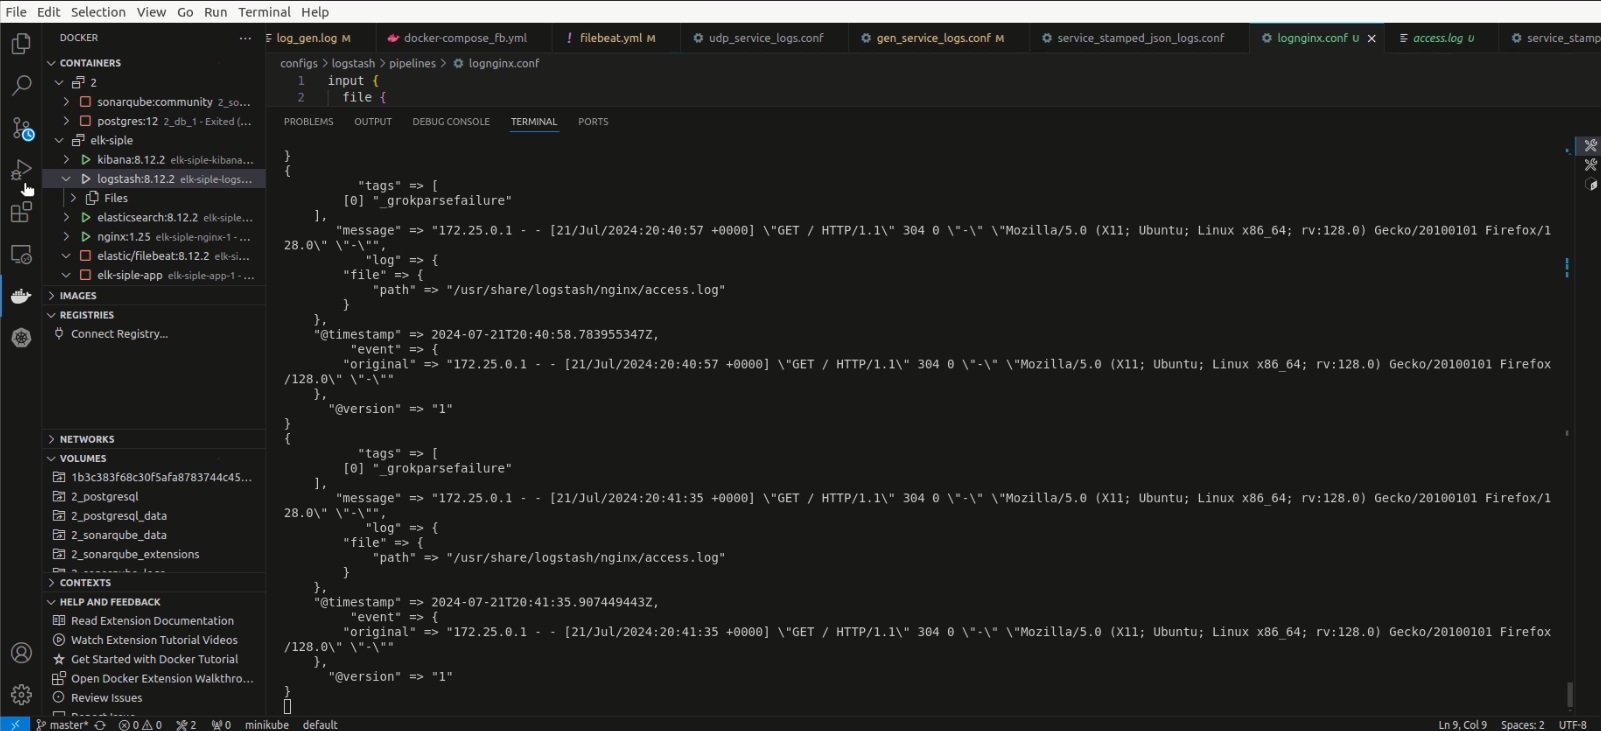 File Edit Selection View Go Run Terminal Help
DOCKER ...
log_gen.log M docker-compose_fb.yml ! filebeat.yml M udp_service_logs.conf gen_service_logs.conf M service_stamped_json_logs.conf lognginx.conf U access.log U service_stamp
CONTAINERS
2
sonarqube:community 2_so...
postgres:12 2_db_1 - Exited (...
elk-siple
kibana:8.12.2 elk-siple-kibana...
logstash:8.12.2 elk-siple-logs...
Files
elasticsearch:8.12.2 elk-siple...
nginx:1.25 elk-siple-nginx-1 - ...
elastic/filebeat:8.12.2 elk-si...
elk-siple-app elk-siple-app-1 - ...
IMAGES
REGISTRIES
Connect Registry...
NETWORKS
VOLUMES
1b3c383f68c30f5afa8783744c45...
2_postgresql
2_postgresql_data
2_sonarqube_data
2_sonarqube_extensions
CONTEXTS
HELP AND FEEDBACK
Read Extension Documentation
Watch Extension Tutorial Videos
Get Started with Docker Tutorial
Open Docker Extension Walkthro...
Review Issues
configs > logstash > pipelines > lognginx.conf
1 input {
2 file {
PROBLEMS OUTPUT DEBUG CONSOLE TERMINAL PORTS
}
{
"tags" => [
[0] "_grokparsefailure"
],
"message" => "172.25.0.1 - - [21/Jul/2024:20:40:57 +0000] \"GET / HTTP/1.1\" 304 0 \"-\" \"Mozilla/5.0 (X11; Ubuntu; Linux x86_64; rv:128.0) Gecko/20100101 Firefox/1
28.0\" \"-\"",
"log" => {
"file" => {
"path" => "/usr/share/logstash/nginx/access.log"
}
},
"@timestamp" => 2024-07-21T20:40:58.783955347Z,
"event" => {
"original" => "172.25.0.1 - - [21/Jul/2024:20:40:57 +0000] \"GET / HTTP/1.1\" 304 0 \"-\" \"Mozilla/5.0 (X11; Ubuntu; Linux x86_64; rv:128.0) Gecko/20100101 Firefox
/128.0\" \"-\""
},
"@version" => "1"
}
{
"tags" => [
[0] "_grokparsefailure"
],
"message" => "172.25.0.1 - - [21/Jul/2024:20:41:35 +0000] \"GET / HTTP/1.1\" 304 0 \"-\" \"Mozilla/5.0 (X11; Ubuntu; Linux x86_64; rv:128.0) Gecko/20100101 Firefox/1
28.0\" \"-\"",
"log" => {
"file" => {
"path" => "/usr/share/logstash/nginx/access.log"
}
},
"@timestamp" => 2024-07-21T20:41:35.907449443Z,
"event" => {
"original" => "172.25.0.1 - - [21/Jul/2024:20:41:35 +0000] \"GET / HTTP/1.1\" 304 0 \"-\" \"Mozilla/5.0 (X11; Ubuntu; Linux x86_64; rv:128.0) Gecko/20100101 Firefox
/128.0\" \"-\""
},
"@version" => "1"
}
master* 0 0 2 0 minikube default Ln 9, Col 9 Spaces: 2 UTF-8